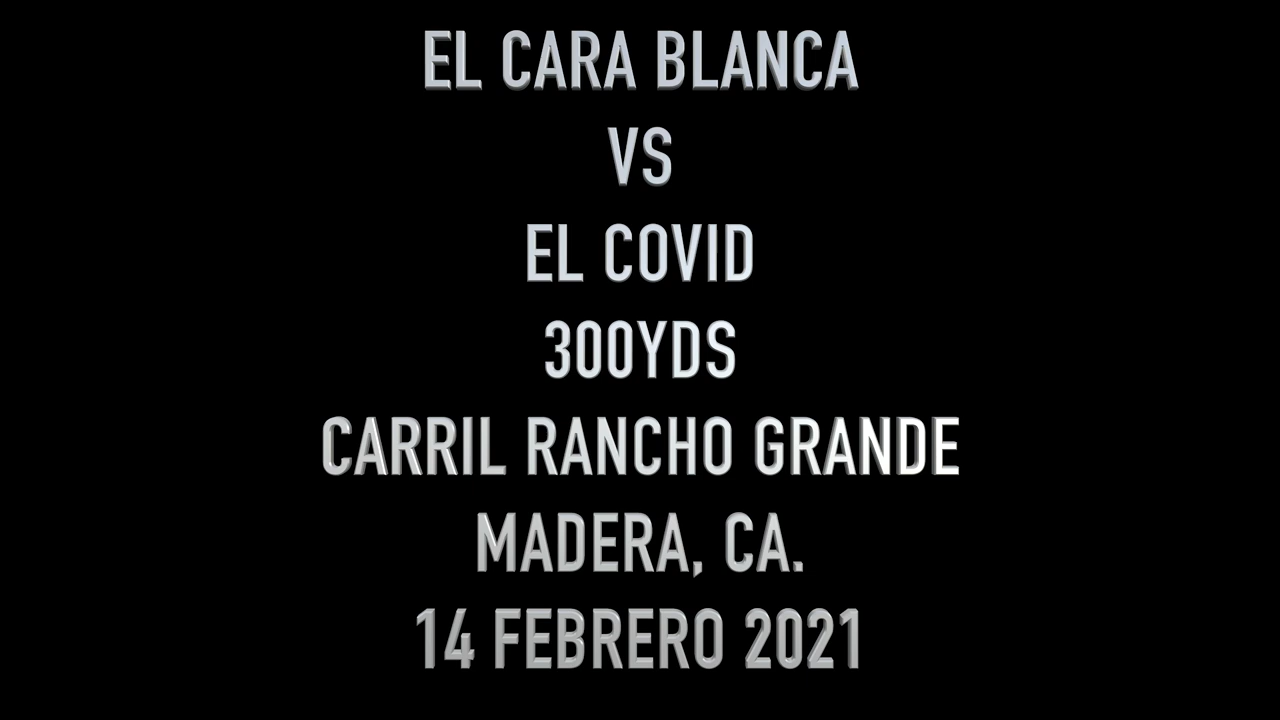 EL CARA BLANCA
VS
EL COVID
300YDS
CARRIL RANCHO GRANDE
MADERA, CA.
14 FEBRERO 2021